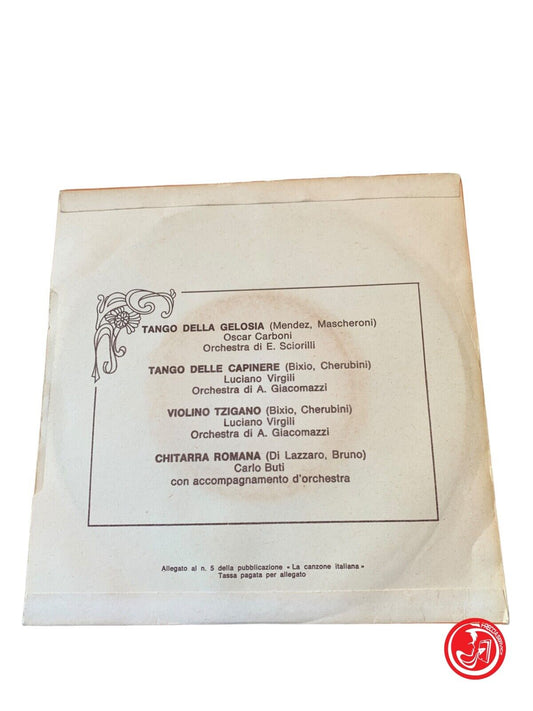 TANGO DELLA GELOSIA (Mendez, Mascheroni)
Oscar Carboni
Orchestra di E. Sciorilli
TANGO DELLE CAPINERE (Bixio, Cherubini)
Luciano Virgili
Orchestra di A. Giacomazzi
VIOLINO TZIGANO (Bixio, Cherubini)
Luciano Virgili
Orchestra di A. Giacomazzi
CHITARRA ROMANA (Di Lazzaro, Bruno)
Carlo Buti
con accompagnamento d'orchestra
Allegato al n. 5 della pubblicazione « La canzone italiana »
Tassa pagata per allegato